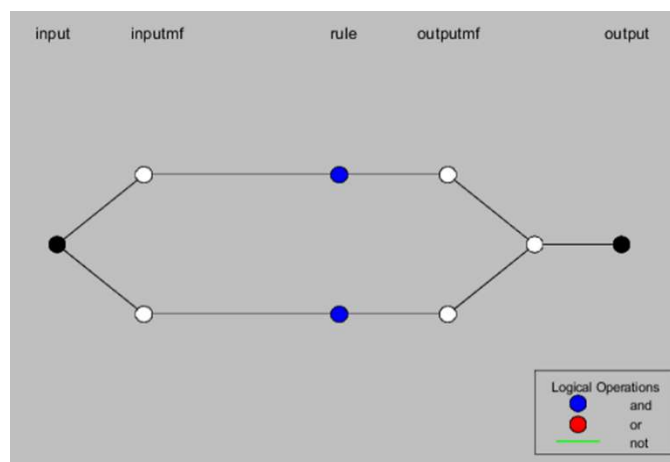 input inputmf rule outputmf output
Logical Operations
and
or
not